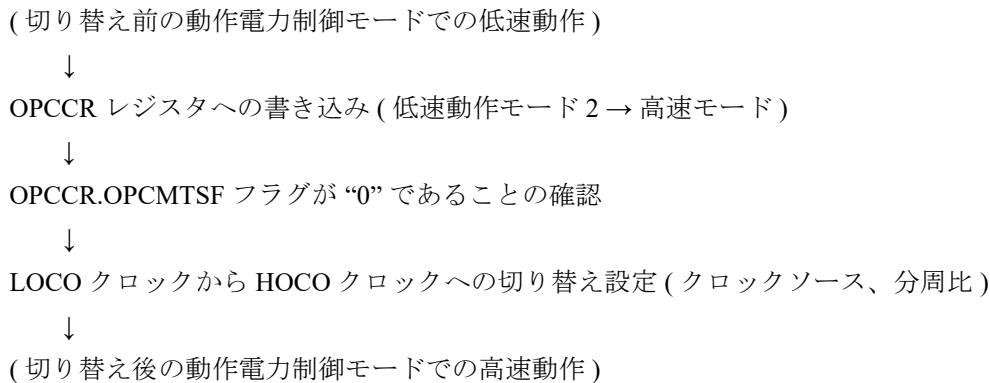 ( 切り替え前の動作電力制御モードでの低速動作 )
↓
OPCCR レジスタへの書き込み ( 低速動作モード 2 → 高速モード )
↓
OPCCR.OPCMTSF フラグが “0” であることの確認
↓
LOCO クロックから HOCO クロックへの切り替え設定 ( クロックソース、分周比 )
↓
( 切り替え後の動作電力制御モードでの高速動作 )